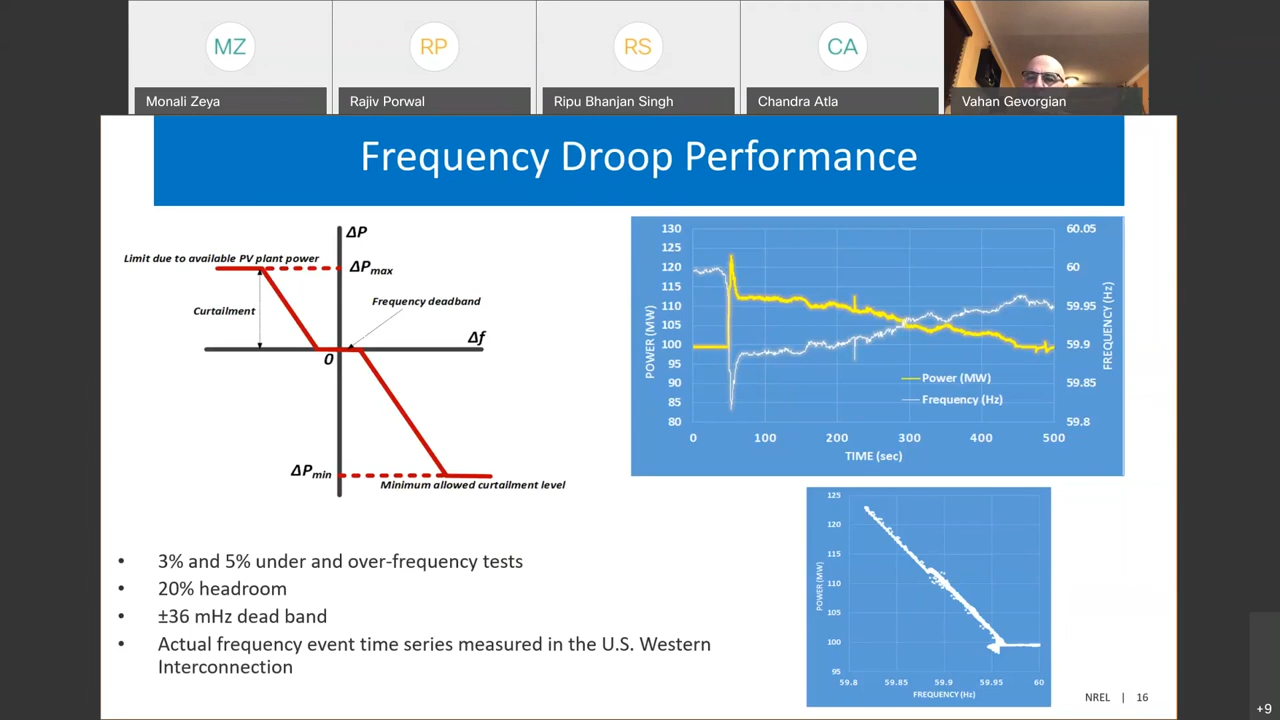 MZ
RP
RS
CA
Monali Zeya
Rajiv Porwal
Ripu Bhanjan Singh
Chandra Atla
Vahan Gevorgian
Frequency Droop Performance
ΔP
Limit due to available PV plant power
ΔPmax
Curtailment
Frequency deadband
Δf
0
ΔPmin
Minimum allowed curtailment level
130
125
120
115
110
105
100
95
90
85
80
POWER (MW)
60.05
60
59.95
59.9
59.85
59.8
FREQUENCY (Hz)
Power (MW)
Frequency (Hz)
0
100
200
300
400
500
TIME (sec)
• 3% and 5% under and over-frequency tests
• 20% headroom
• ±36 mHz dead band
• Actual frequency event time series measured in the U.S. Western
Interconnection
125
120
115
110
105
100
95
POWER (MW)
59.8
59.85
59.9
59.95
60
FREQUENCY (Hz)
NREL | 16
+9